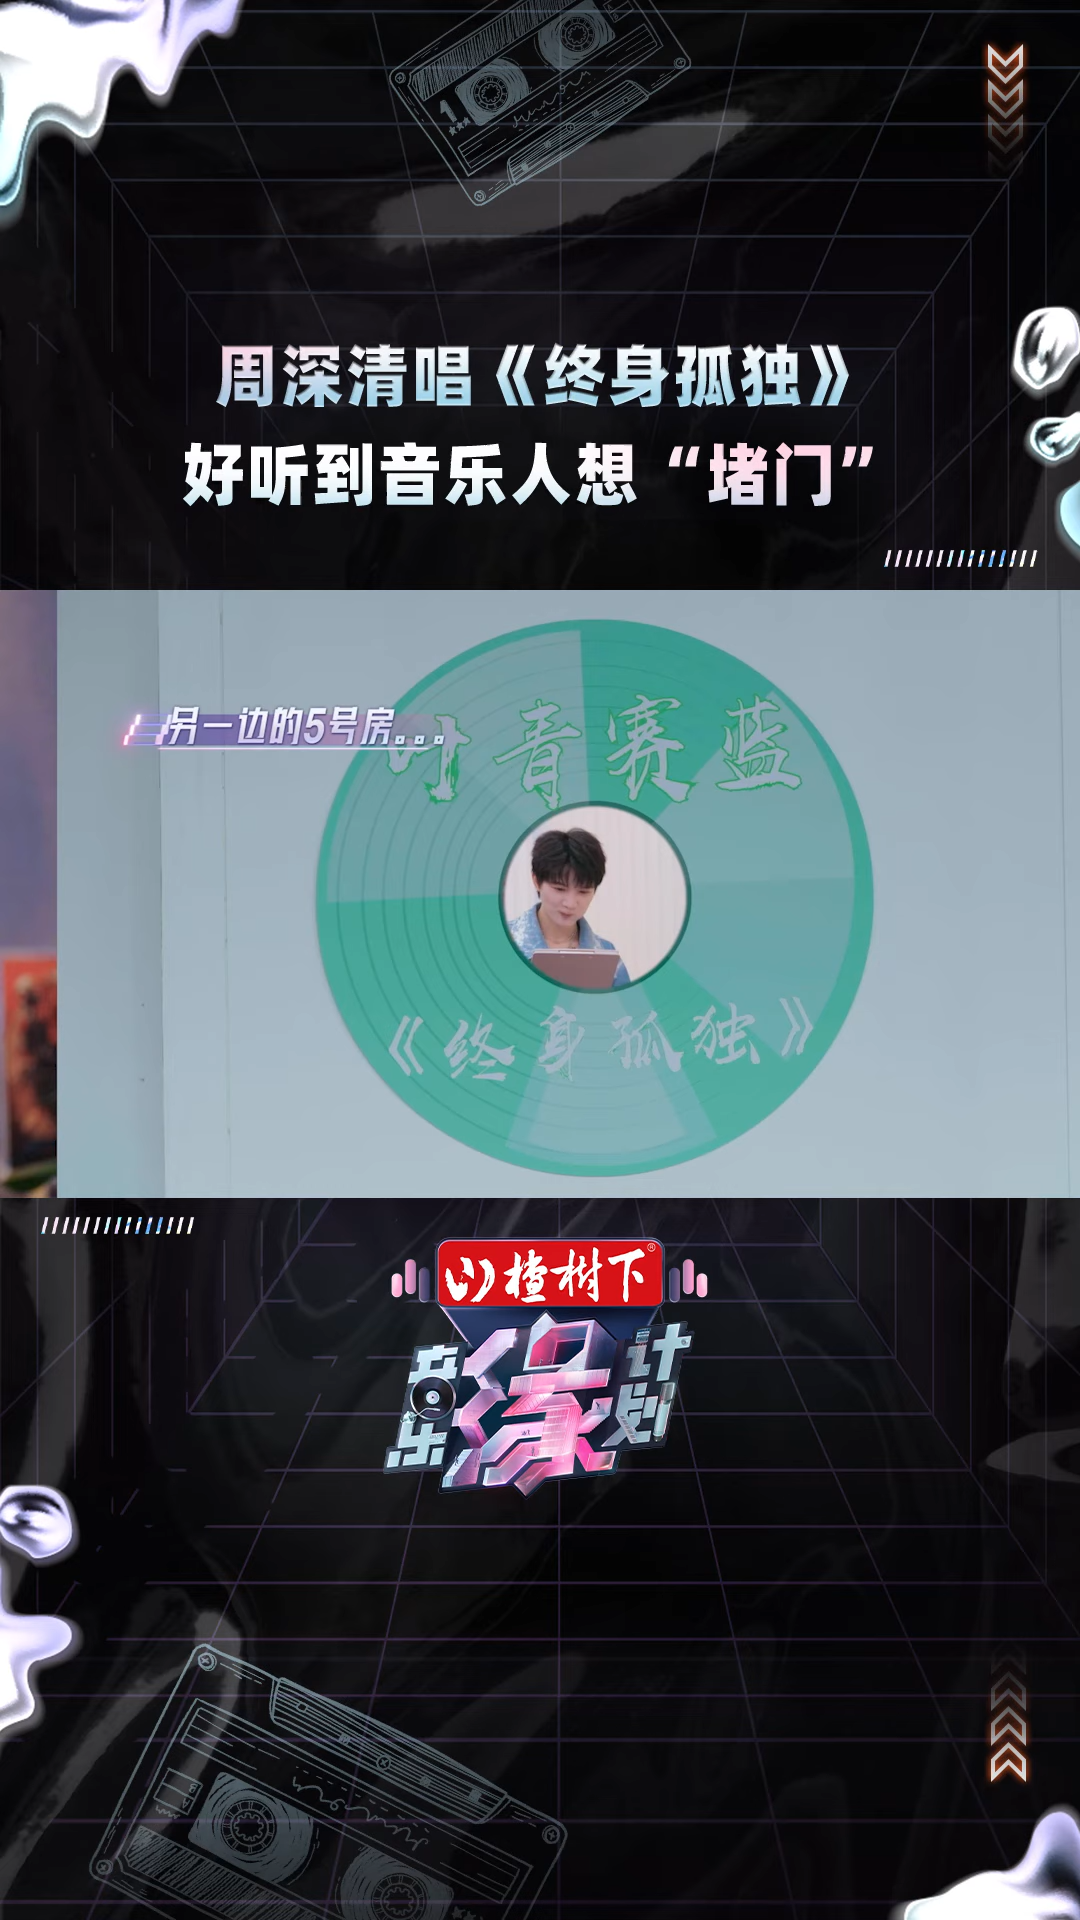 周深清唱《终身孤独》
好听到音乐人想“堵门”
另一边的5号房...
叶青赛蓝
《终身孤独》
山楂树下®
音乐缘计划